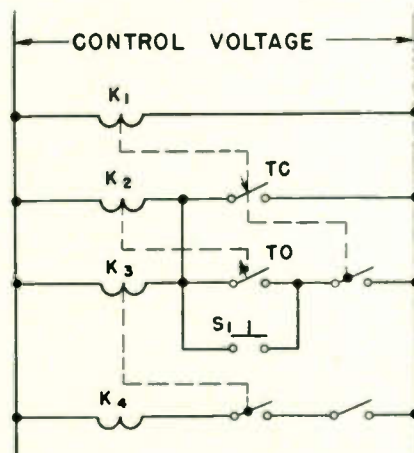 CONTROL VOLTAGE
K1
K2
TC
K3
TO
S1
K4